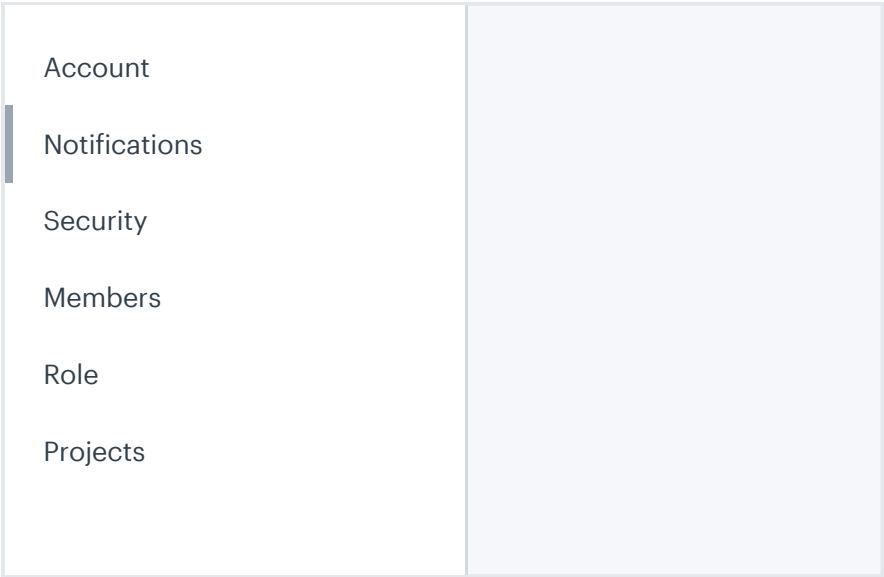 Account
Notifications
Security
Members
Role
Projects